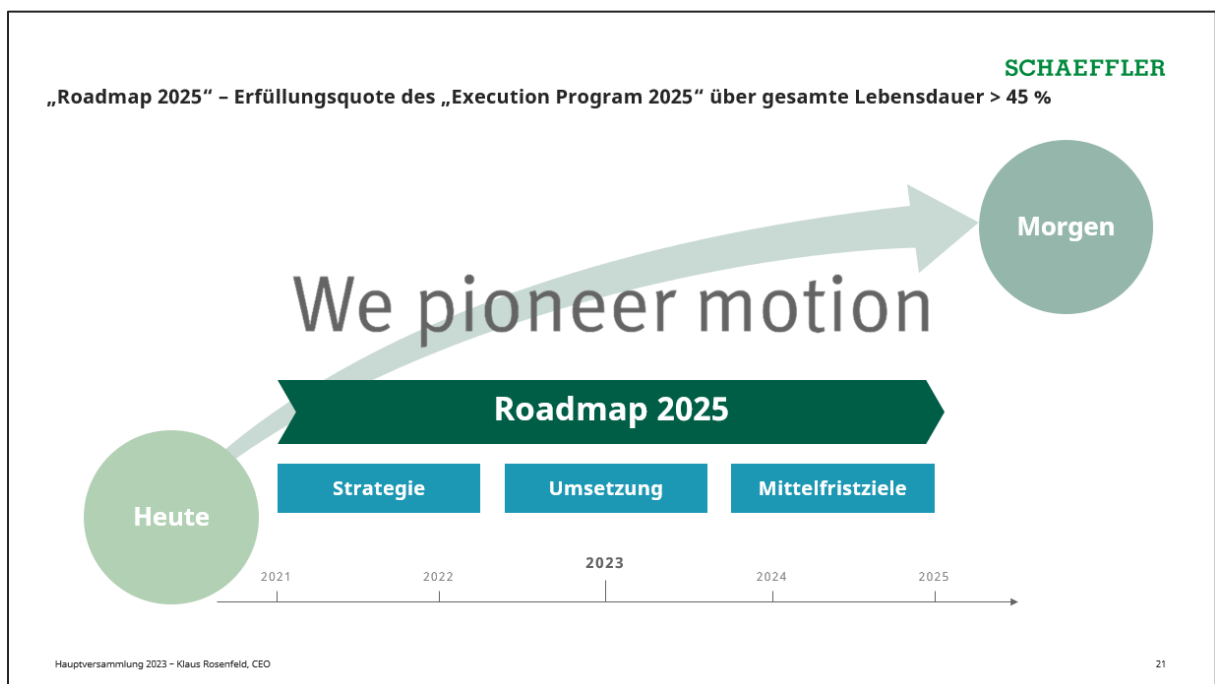 SCHAEFFLER
„Roadmap 2025“ – Erfüllungsquote des „Execution Program 2025“ über gesamte Lebensdauer > 45 %
Morgen
We pioneer motion
Roadmap 2025
Strategie Umsetzung Mittelfristziele
Heute
2021 2022 2023 2024 2025
Hauptversammlung 2023 – Klaus Rosenfeld, CEO 21